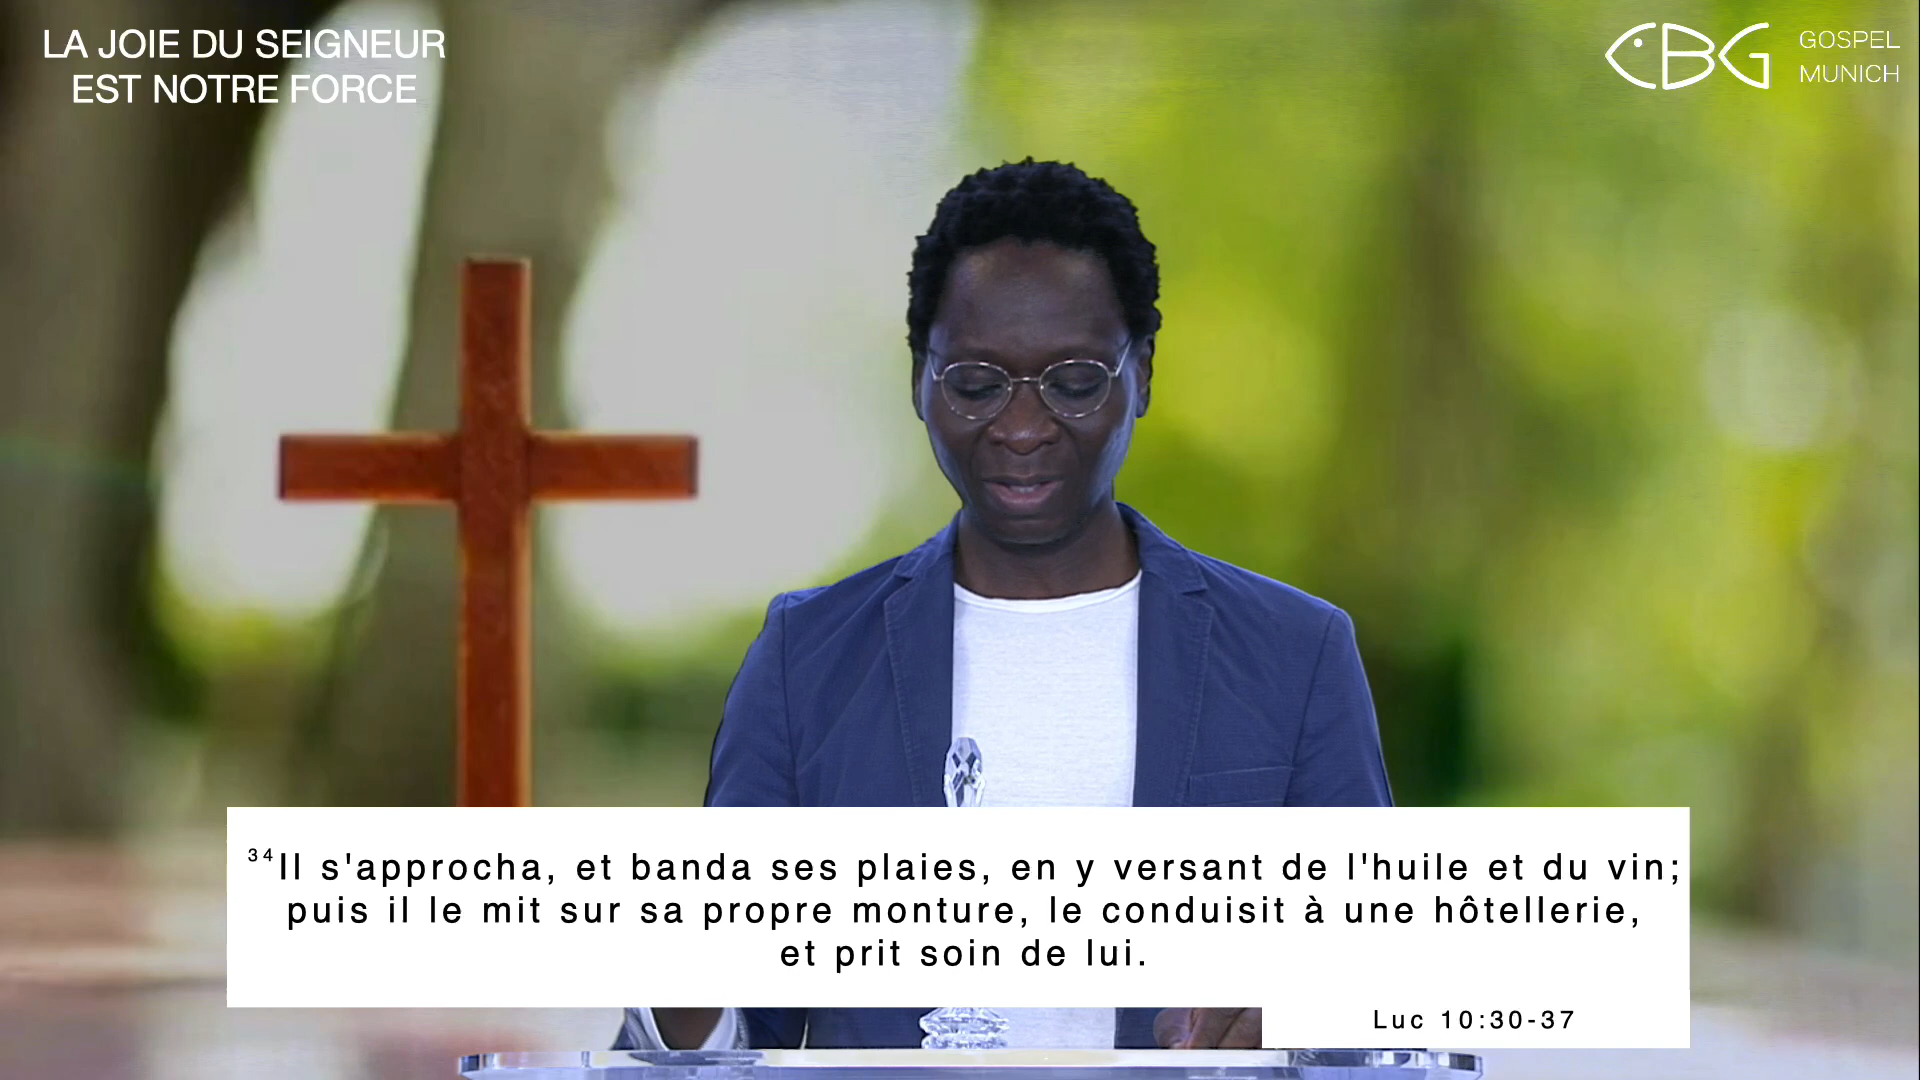 LA JOIE DU SEIGNEUR
EST NOTRE FORCE
CBG
GOSPEL
MUNICH
34Il s'approcha, et banda ses plaies, en y versant de l'huile et du vin;
puis il le mit sur sa propre monture, le conduisit à une hôtellerie,
et prit soin de lui.
Luc 10:30-37